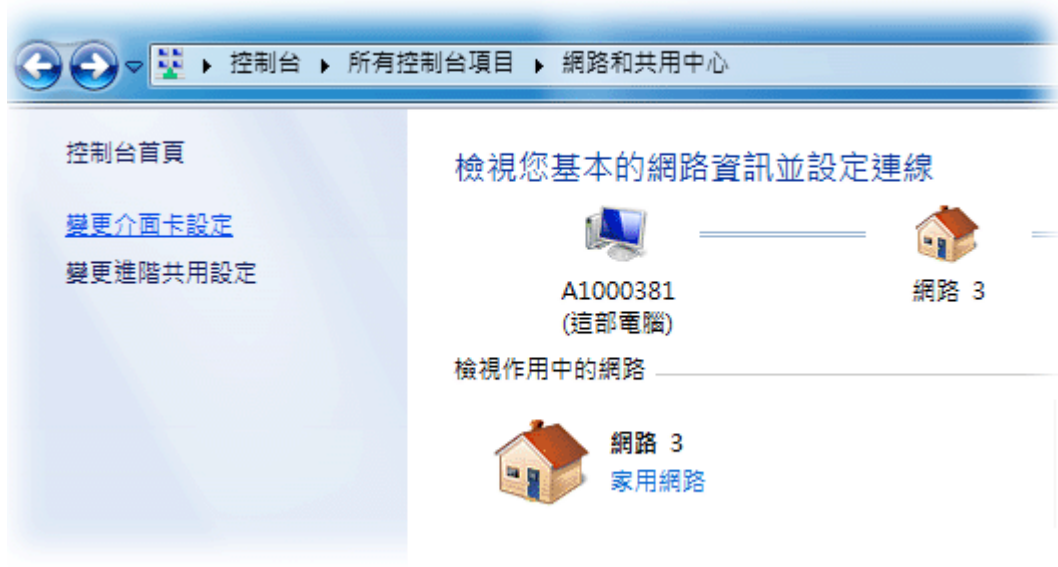 控制台 ▸ 所有控制台項目 ▸ 網路和共用中心
控制台首頁
變更介面卡設定
變更進階共用設定
檢視您基本的網路資訊並設定連線
A1000381
(這部電腦)
網路 3
檢視作用中的網路
網路 3
家用網路